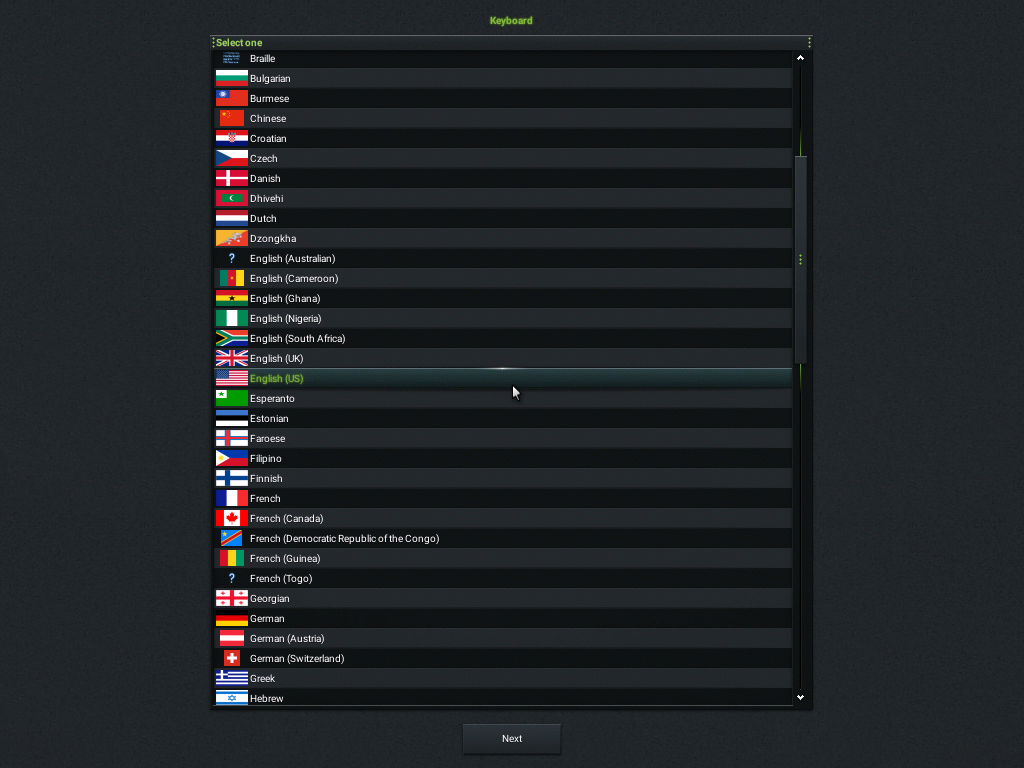 Keyboard
Select one
Braille
Bulgarian
Burmese
Chinese
Croatian
Czech
Danish
Dhivehi
Dutch
Dzongkha
? English (Australian)
English (Cameroon)
English (Ghana)
English (Nigeria)
English (South Africa)
English (UK)
English (US)
Esperanto
Estonian
Faroese
Filipino
Finnish
French
French (Canada)
French (Democratic Republic of the Congo)
French (Guinea)
? French (Togo)
Georgian
German
German (Austria)
German (Switzerland)
Greek
Hebrew
Next